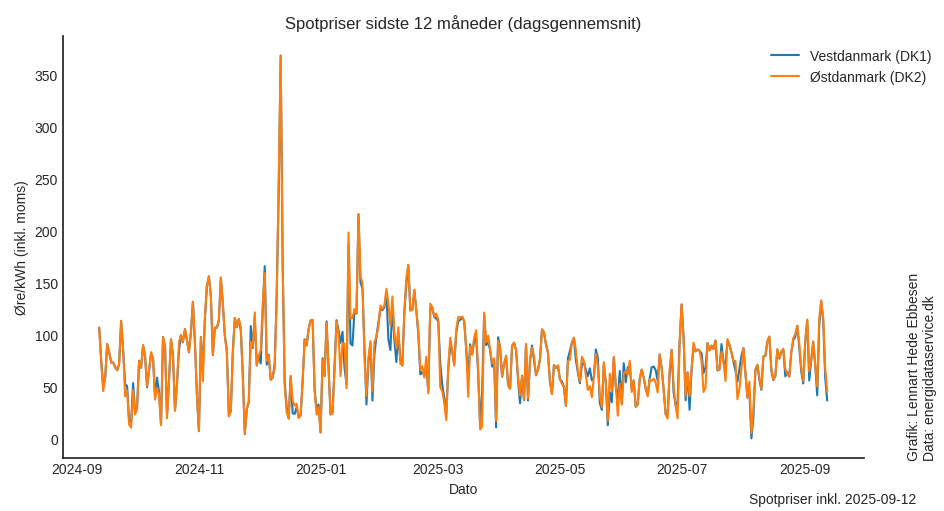 Spotpriser sidste 12 måneder (dagsgennemsnit)
Vestdanmark (DK1)
Østdanmark (DK2)
Øre/kWh (inkl. moms)
350
300
250
200
150
100
50
0
2024-09
2024-11
2025-01
2025-03
2025-05
2025-07
2025-09
Dato
Grafik: Lennart Hede Ebbesen
Data: energidataservice.dk
Spotpriser inkl. 2025-09-12